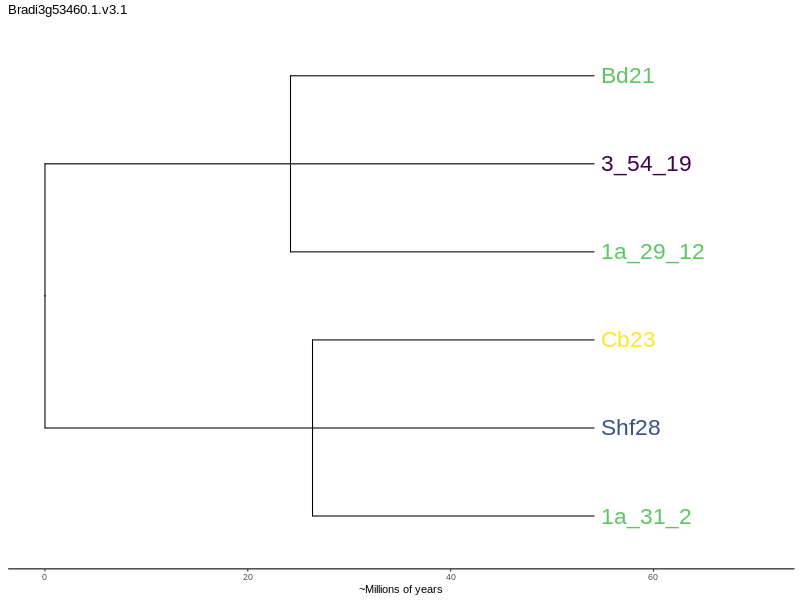 Bradi3g53460.1.v3.1
Bd21
3_54_19
1a_29_12
Cb23
Shf28
1a_31_2
0 20 40 60
~Millions of years